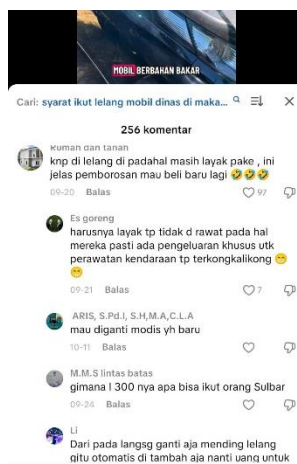 MOBIL BERBAHAN BAKAR
Cari: syarat ikut lelang mobil dinas di maka...
256 komentar
Ruman dan tanan
knp di lelang di padahal masih layak pake , ini
jelas pemborosan mau beli baru lagi 🤣🤣🤣
09-20 Balas 97
Es goreng
harusnya layak tp tidak d rawat pada hal
mereka pasti ada pengeluaran khusus utk
perawatan kendaraan tp terkongkalikong 😁
😁
09-21 Balas 7
ARIS, S.Pd.I, S.H,M.A,C.L.A
mau diganti modis yh baru
10-11 Balas
M.M.S lintas batas
gimana l 300 nya apa bisa ikut orang Sulbar
09-24 Balas
Li
Dari pada langsg ganti aja mending lelang
gitu otomatis di tambah aja nanti uang untuk